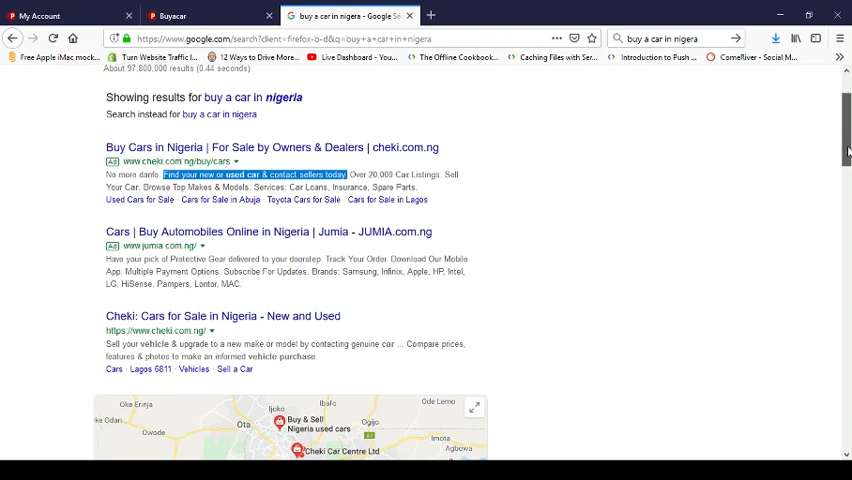 My Account
Buyacar
buy a car in nigera - Google Sea
https://www.google.com/search?client=firefox-b-d&q=buy+a+car+in+nigera
buy a car in nigera
Free Apple iMac mock...
Turn Website Traffic I...
12 Ways to Drive Mor...
Live Dashboard - You...
The Offline Cookbook...
Caching Files with Ser...
Introduction to Push ...
ComeRiver - Social M...
About 97,800,000 results (0.44 seconds)
Showing results for buy a car in nigeria
Search instead for buy a car in nigera
Buy Cars in Nigeria | For Sale by Owners & Dealers | cheki.com.ng
Ad www.cheki.com.ng/buy/cars
No more danfo. Find your new or used car & contact sellers today. Over 20,000 Car Listings. Sell
Your Car. Browse Top Makes & Models. Services: Car Loans, Insurance, Spare Parts.
Used Cars for Sale · Cars for Sale in Abuja · Toyota Cars for Sale · Cars for Sale in Lagos
Cars | Buy Automobiles Online in Nigeria | Jumia - JUMIA.com.ng
Ad www.jumia.com.ng/
Have your pick of Protective Gear delivered to your doorstep. Track Your Order. Download Our Mobile
App. Multiple Payment Options. Subscribe For Updates. Brands: Samsung, Infinix, Apple, HP, Intel,
LG, HiSense, Pampers, Lontor, MAC.
Cheki: Cars for Sale in Nigeria - New and Used
https://www.cheki.com.ng/
Sell your vehicle & upgrade to a new make or model by contacting genuine car ... Compare prices,
features & photos to make an informed vehicle purchase.
Cars · Lagos 6811 · Vehicles · Sell a Car
Oke Erinja
Ibafo
Ode Lemo
Ijoko
Buy & Sell
Nigeria used cars
Oke Odan
Ota
Ogijo
Owode
A1
Imota
Cheki Car Centre Ltd
Agbowa